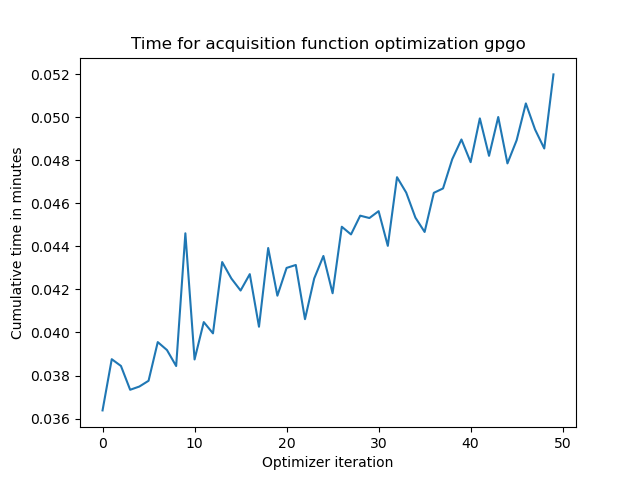 Time for acquisition function optimization gpgo
Cumulative time in minutes
0.052
0.050
0.048
0.046
0.044
0.042
0.040
0.038
0.036
0 10 20 30 40 50
Optimizer iteration